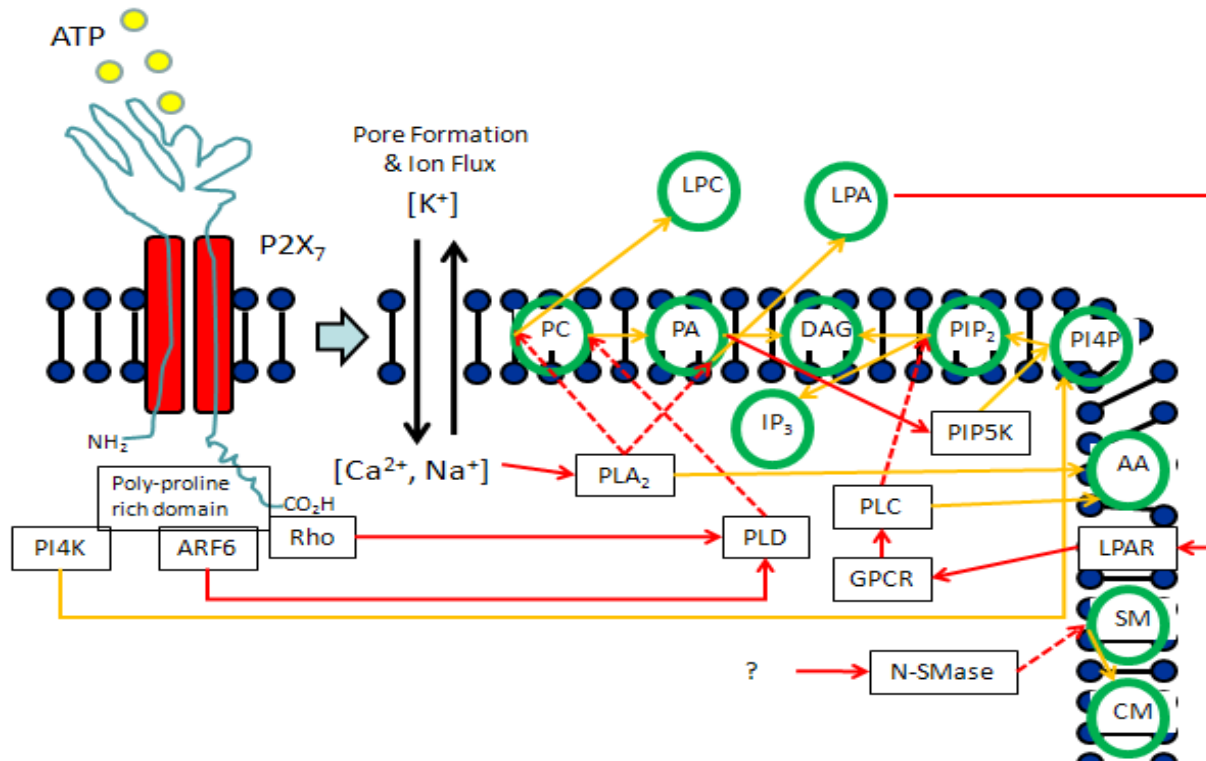 ATP
Pore Formation
& Ion Flux
[K⁺]
P2X₇
LPC
LPA
PC
PA
DAG
PIP₂
PI4P
IP₃
PIP5K
NH₂
[Ca²⁺, Na⁺]
PLA₂
AA
Poly-proline
rich domain
CO₂H
PLC
PI4K
ARF6
Rho
PLD
LPAR
GPCR
SM
?
N-SMase
CM